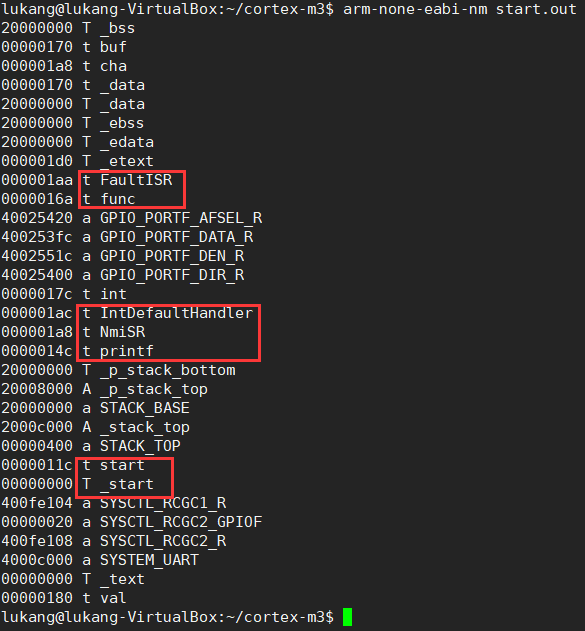 lukang@lukang-VirtualBox:~/cortex-m3$ arm-none-eabi-nm start.out
20000000 T _bss
00000170 t buf
000001a8 t cha
00000170 t _data
20000000 T _data
20000000 T _ebss
20000000 T _edata
000001d0 T _etext
000001aa t FaultISR
0000016a t func
40025420 a GPIO_PORTF_AFSEL_R
400253fc a GPIO_PORTF_DATA_R
4002551c a GPIO_PORTF_DEN_R
40025400 a GPIO_PORTF_DIR_R
0000017c t int
000001ac t IntDefaultHandler
000001a8 t NmiSR
0000014c t printf
20000000 T _p_stack_bottom
20008000 A _p_stack_top
20000000 a STACK_BASE
2000c000 A _stack_top
00000400 a STACK_TOP
0000011c t start
00000000 T _start
400fe104 a SYSCTL_RCGC1_R
00000020 a SYSCTL_RCGC2_GPIOF
400fe108 a SYSCTL_RCGC2_R
4000c000 a SYSTEM_UART
00000000 T _text
00000180 t val
lukang@lukang-VirtualBox:~/cortex-m3$